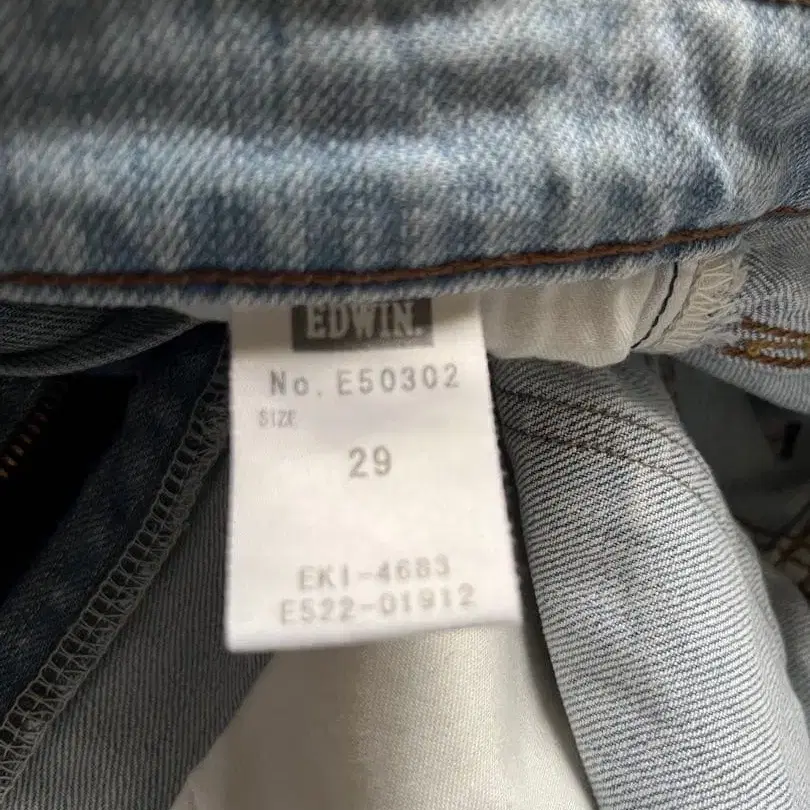 EDWIN.
No. E50302
SIZE
29
EKI-4683
E522-01912